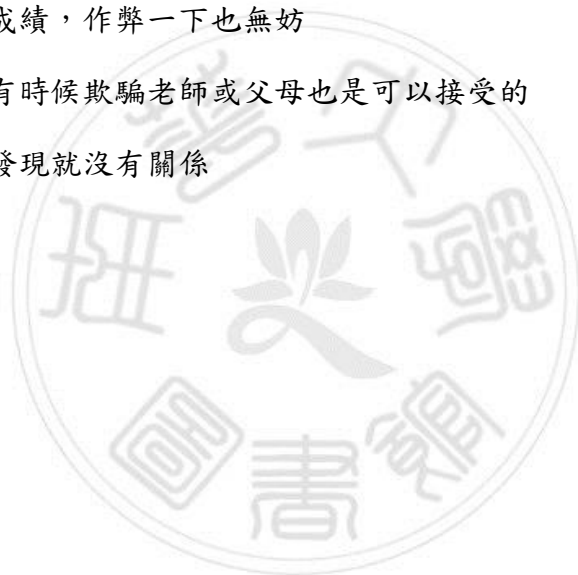 成績，作弊一下也無妨
有時候欺騙老師或父母也是可以接受的
發現就沒有關係
書